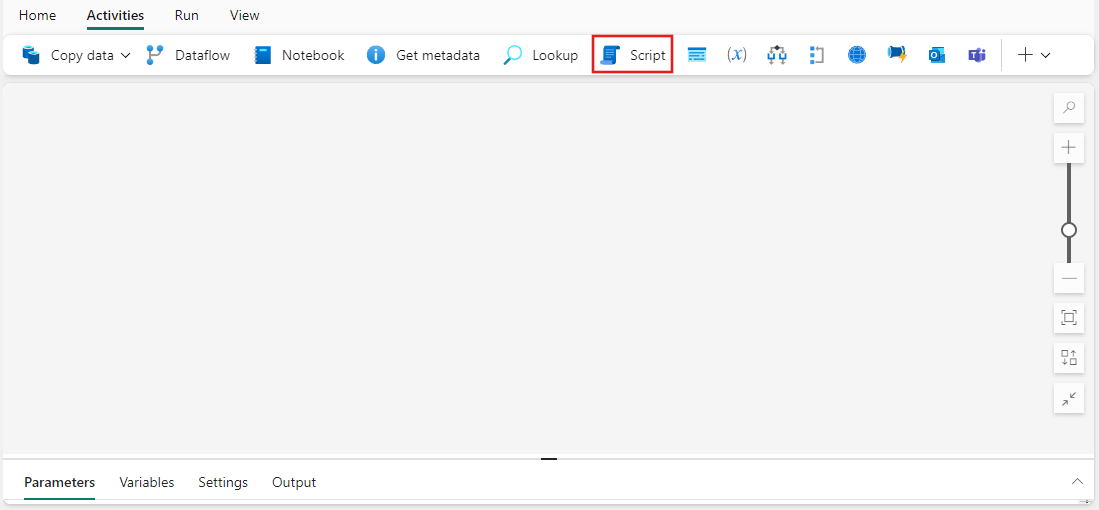 Home Activities Run View
Copy data Dataflow Notebook Get metadata Lookup Script (x)
Parameters Variables Settings Output